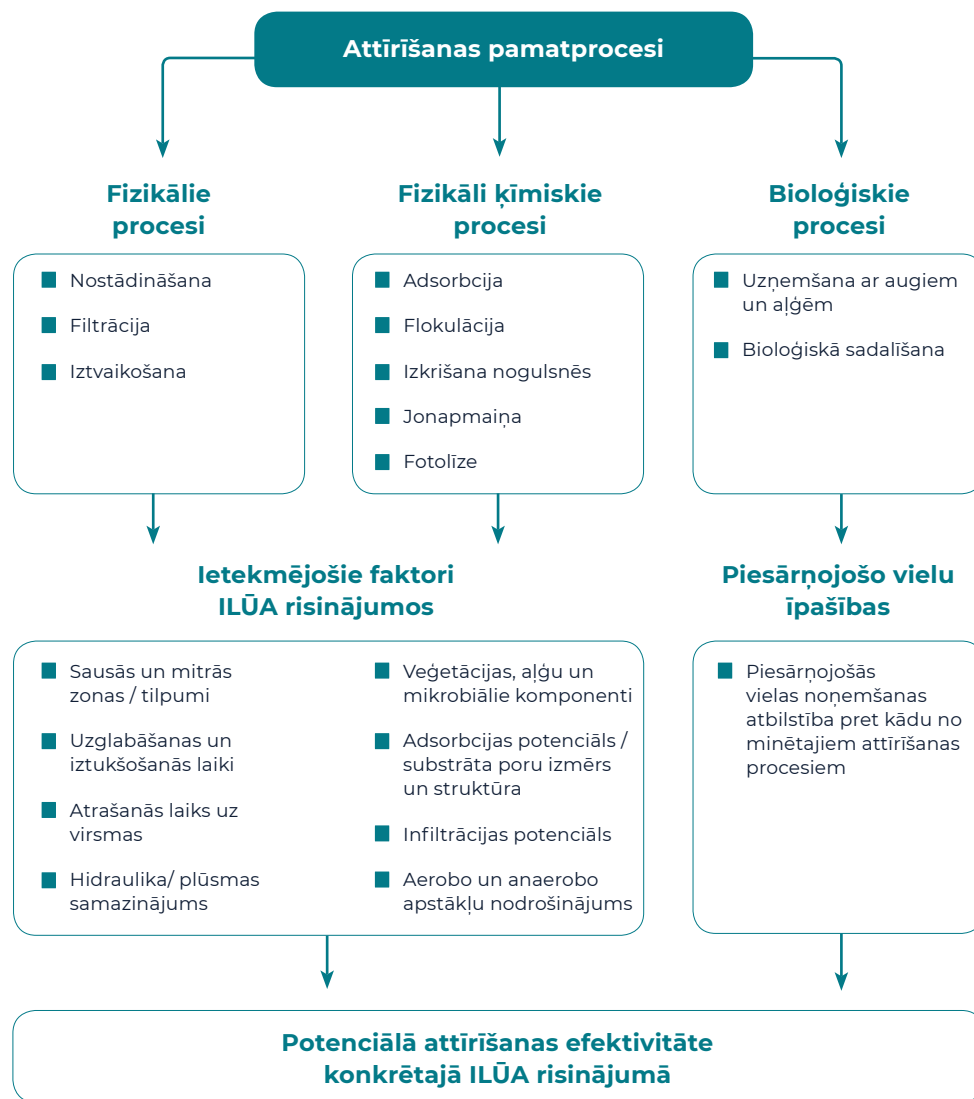 Attīrīšanas pamatprocesi
Fizikālie
procesi
Nostādināšana
Filtrācija
Iztvaikošana
Fizikāli ķīmiskie
procesi
Adsorbcija
Flokulācija
Izkrišana nogulsnēs
Jonapmaiņa
Fotolīze
Bioloģiskie
procesi
Uzņemšana ar augiem
un aļģēm
Bioloģiskā sadalīšana
Ietekmējošie faktori
ILŪA risinājumos
Sausās un mitrās
zonas / tilpumi
Uzglabāšanas un
iztukšošanās laiki
Atrašanās laiks uz
virsmas
Hidraulika/ plūsmas
samazinājums
Veģetācijas, aļģu un
mikrobiālie komponenti
Adsorbcijas potenciāls /
substrāta poru izmērs
un struktūra
Infiltrācijas potenciāls
Aerobo un anaerobo
apstākļu nodrošinājums
Piesārņojošo vielu
īpašības
Piesārņojošās
vielas noņemšanas
atbilstība pret kādu no
minētajiem attīrīšanas
procesiem
Potenciālā attīrīšanas efektivitāte
konkrētajā ILŪA risinājumā